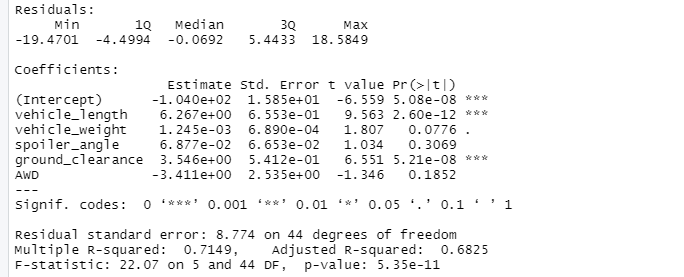 Residuals:
     Min       1Q   Median       3Q      Max
-19.4701  -4.4994  -0.0692   5.4433  18.5849
Coefficients:
                   Estimate Std. Error t value Pr(>|t|)
(Intercept)      -1.040e+02  1.585e+01  -6.559 5.08e-08 ***
vehicle_length    6.267e+00  6.553e-01   9.563 2.60e-12 ***
vehicle_weight    1.245e-03  6.890e-04   1.807   0.0776 .
spoiler_angle     6.877e-02  6.653e-02   1.034   0.3069
ground_clearance  3.546e+00  5.412e-01   6.551 5.21e-08 ***
AWD              -3.411e+00  2.535e+00  -1.346   0.1852
---
Signif. codes:  0 ‘***’ 0.001 ‘**’ 0.01 ‘*’ 0.05 ‘.’ 0.1 ‘ ’ 1
Residual standard error: 8.774 on 44 degrees of freedom
Multiple R-squared:  0.7149,    Adjusted R-squared:  0.6825
F-statistic: 22.07 on 5 and 44 DF,  p-value: 5.35e-11